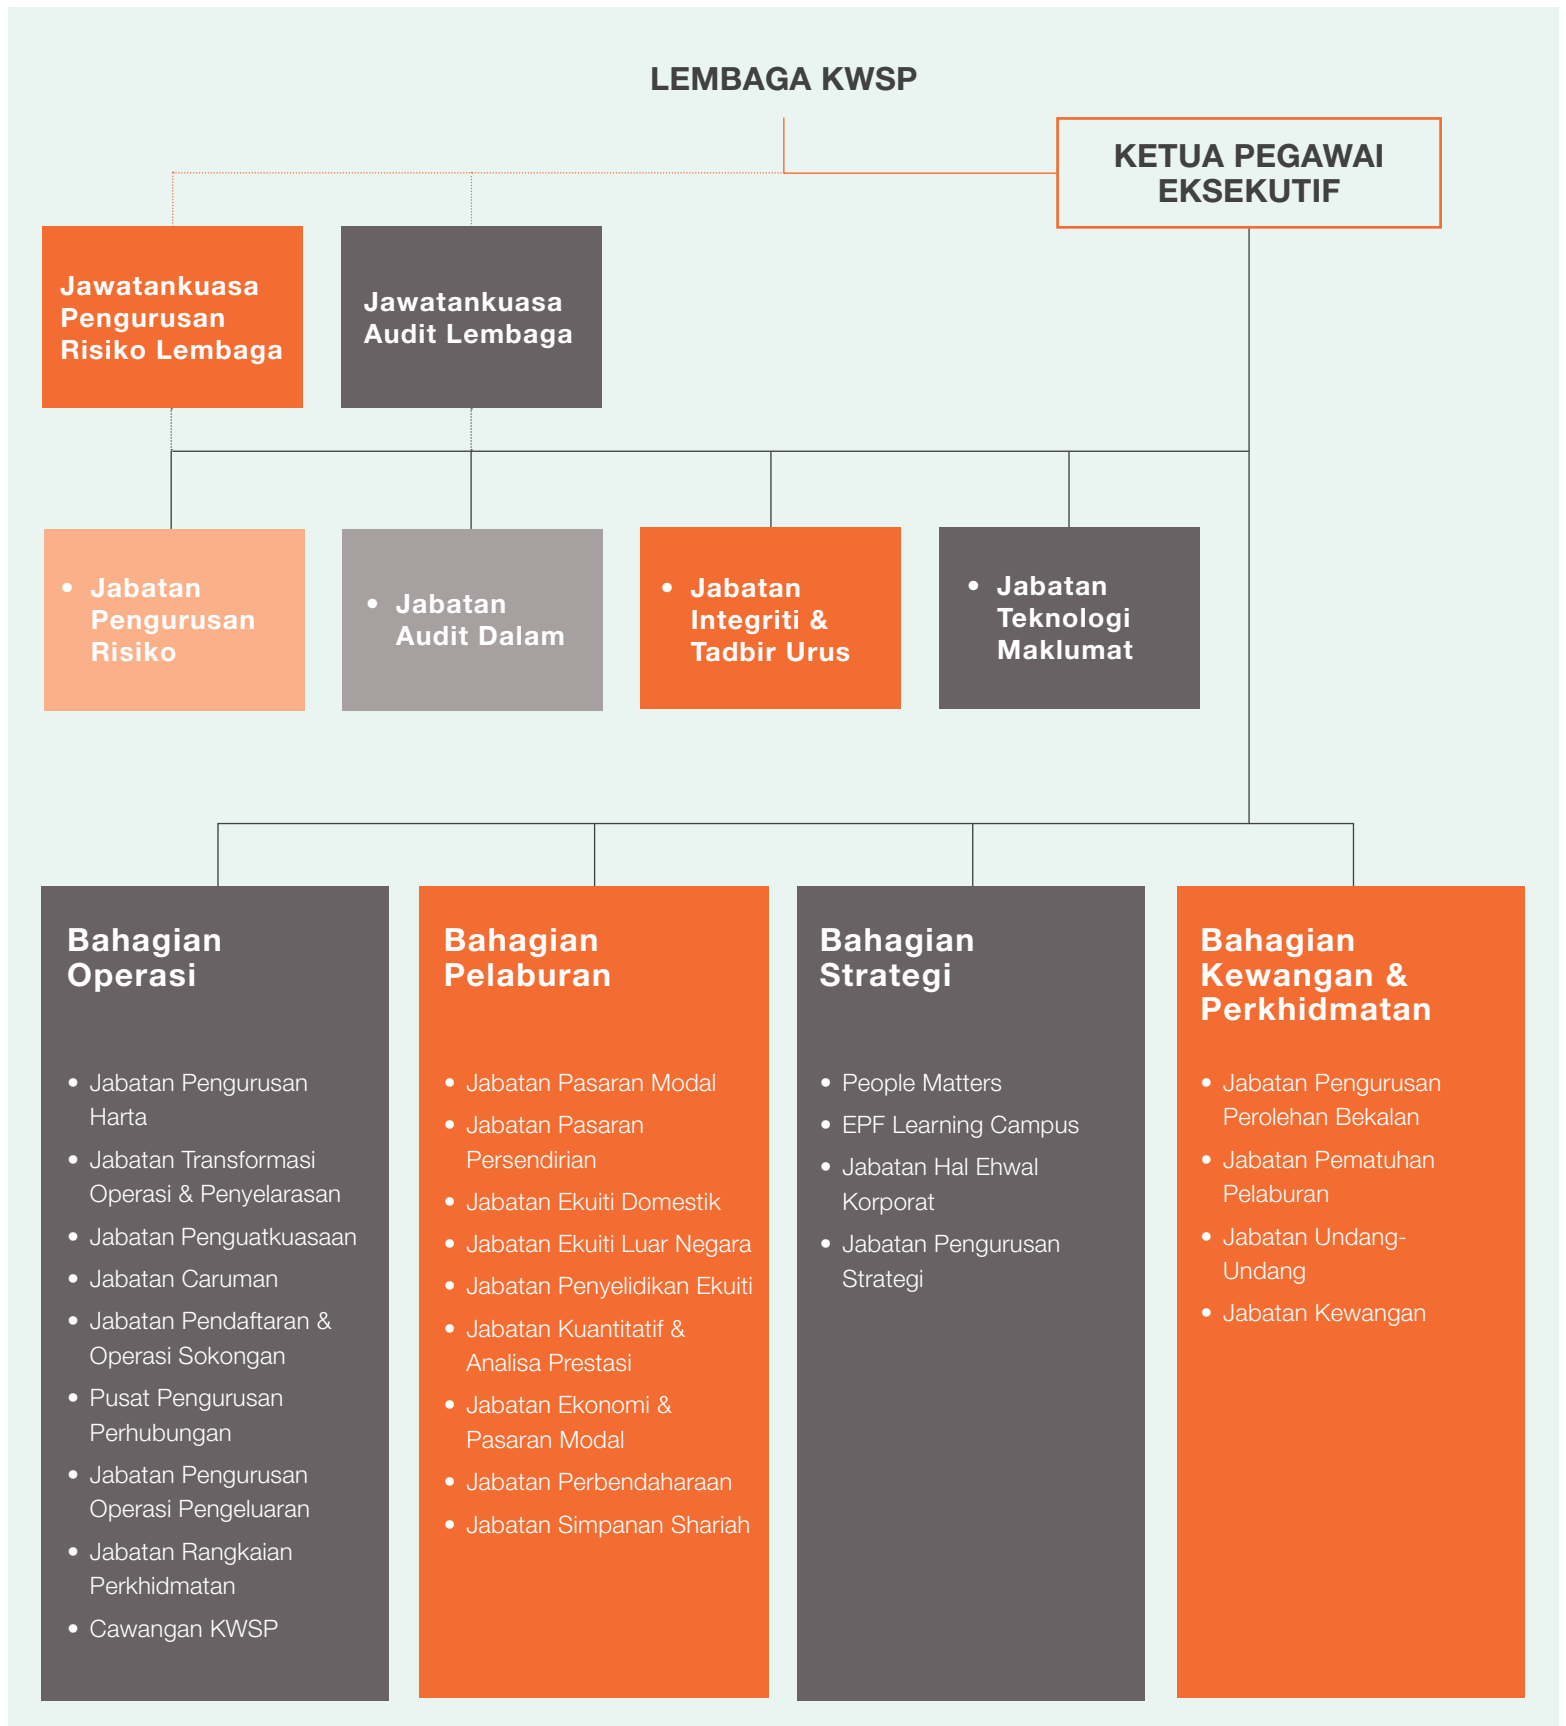 LEMBAGA KWSP
KETUA PEGAWAI
EKSEKUTIF
Jawatankuasa
Pengurusan
Risiko Lembaga
Jawatankuasa
Audit Lembaga
• Jabatan
Pengurusan
Risiko
• Jabatan
Audit Dalam
• Jabatan
Integriti &
Tadbir Urus
• Jabatan
Teknologi
Maklumat
Bahagian
Operasi
• Jabatan Pengurusan
Harta
• Jabatan Transformasi
Operasi & Penyelarasan
• Jabatan Penguatkuasaan
• Jabatan Caruman
• Jabatan Pendaftaran &
Operasi Sokongan
• Pusat Pengurusan
Perhubungan
• Jabatan Pengurusan
Operasi Pengeluaran
• Jabatan Rangkaian
Perkhidmatan
• Cawangan KWSP
Bahagian
Pelaburan
• Jabatan Pasaran Modal
• Jabatan Pasaran
Persendirian
• Jabatan Ekuiti Domestik
• Jabatan Ekuiti Luar Negara
• Jabatan Penyelidikan Ekuiti
• Jabatan Kuantitatif &
Analisa Prestasi
• Jabatan Ekonomi &
Pasaran Modal
• Jabatan Perbendaharaan
• Jabatan Simpanan Shariah
Bahagian
Strategi
• People Matters
• EPF Learning Campus
• Jabatan Hal Ehwal
Korporat
• Jabatan Pengurusan
Strategi
Bahagian
Kewangan &
Perkhidmatan
• Jabatan Pengurusan
Perolehan Bekalan
• Jabatan Pematuhan
Pelaburan
• Jabatan Undang-
Undang
• Jabatan Kewangan